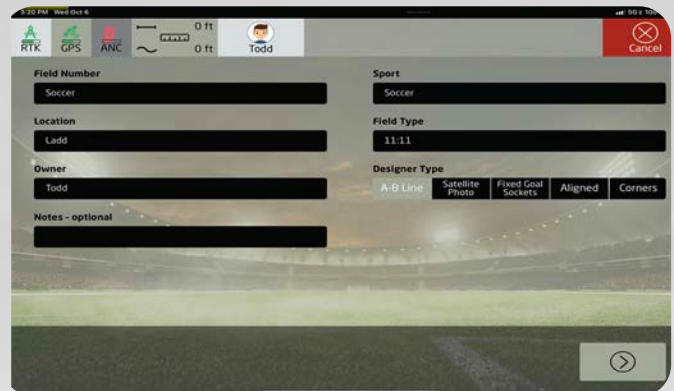 3:20 PM Wed Oct 6
5G
RTK
GPS
ANC
0 ft
0 ft
Todd
Cancel
Field Number
Soccer
Location
Ladd
Owner
Todd
Notes - optional
Sport
Soccer
Field Type
11:11
Designer Type
A-B Line
Satellite
Photo
Fixed Goal
Sockets
Aligned
Corners